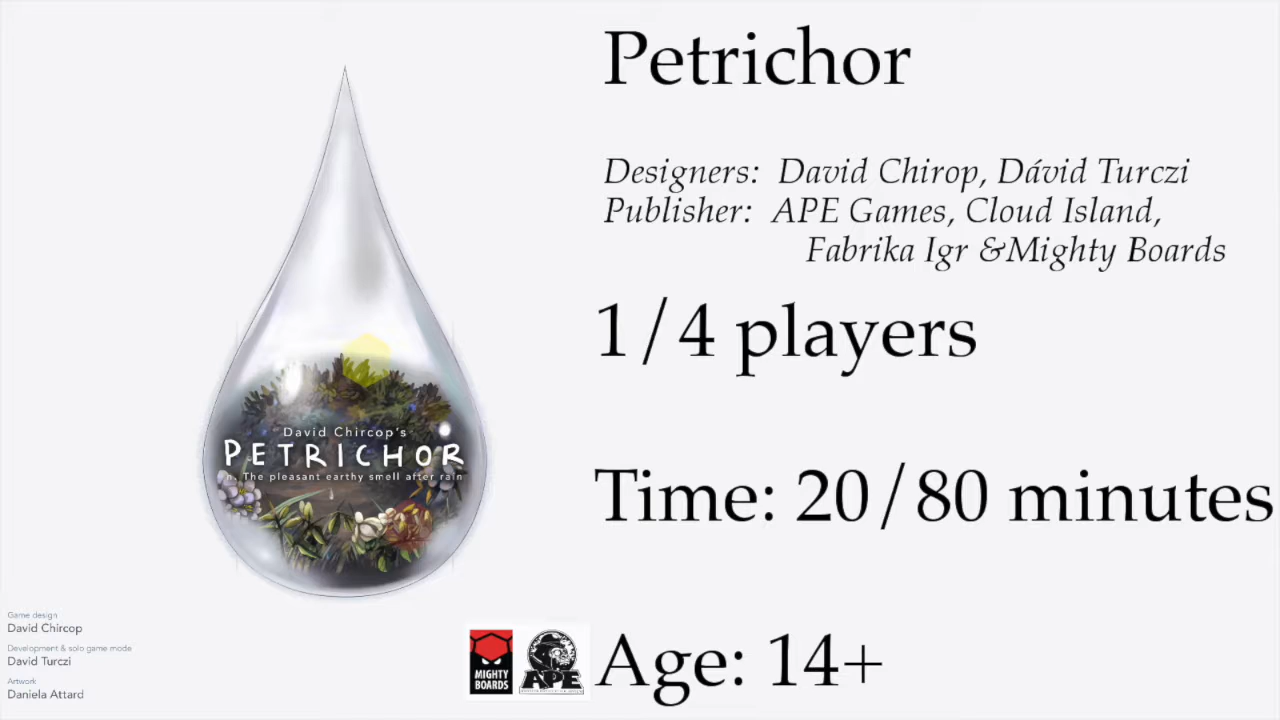 Petrichor
Designers: David Chirop, Dávid Turczi
Publisher: APE Games, Cloud Island,
Fabrika Igr &Mighty Boards
1/4 players
Time: 20/80 minutes
Age: 14+
David Chircop's
PETRICHOR
n. The pleasant earthy smell after rain
Game design
David Chircop
Development & solo game mode
David Turczi
Artwork
Daniela Attard
MIGHTY
BOARDS
APE